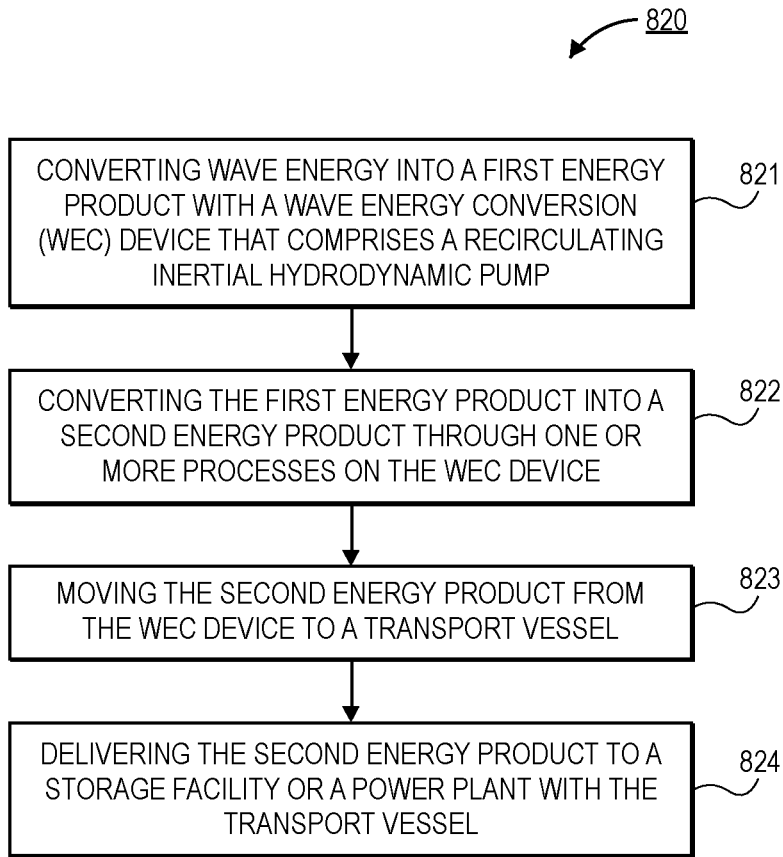 820
CONVERTING WAVE ENERGY INTO A FIRST ENERGY
PRODUCT WITH A WAVE ENERGY CONVERSION
(WEC) DEVICE THAT COMPRISES A RECIRCULATING
INERTIAL HYDRODYNAMIC PUMP
821
CONVERTING THE FIRST ENERGY PRODUCT INTO A
SECOND ENERGY PRODUCT THROUGH ONE OR
MORE PROCESSES ON THE WEC DEVICE
822
MOVING THE SECOND ENERGY PRODUCT FROM
THE WEC DEVICE TO A TRANSPORT VESSEL
823
DELIVERING THE SECOND ENERGY PRODUCT TO A
STORAGE FACILITY OR A POWER PLANT WITH THE
TRANSPORT VESSEL
824